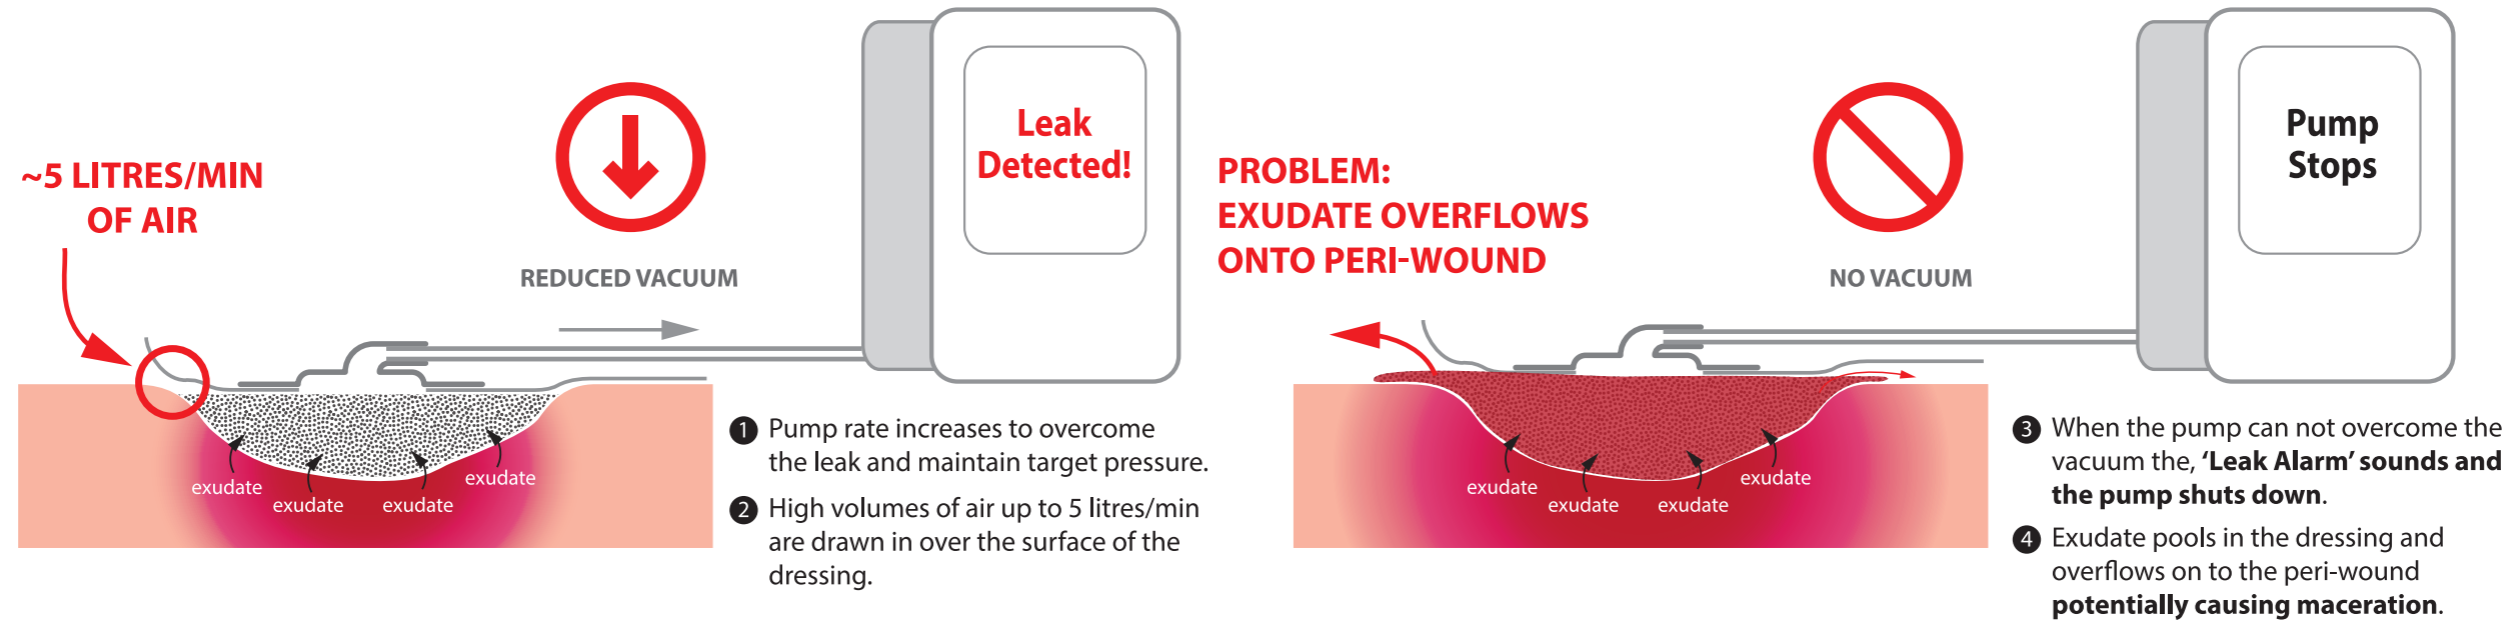 ~5 LITRES/MIN
OF AIR
REDUCED VACUUM
Leak
Detected!
exudate
exudate
exudate
exudate
1 Pump rate increases to overcome
the leak and maintain target pressure.
2 High volumes of air up to 5 litres/min
are drawn in over the surface of the
dressing.
PROBLEM:
EXUDATE OVERFLOWS
ONTO PERI-WOUND
NO VACUUM
Pump
Stops
exudate
exudate
exudate
exudate
3 When the pump can not overcome the
vacuum the, ‘Leak Alarm’ sounds and
the pump shuts down.
4 Exudate pools in the dressing and
overflows on to the peri-wound
potentially causing maceration.